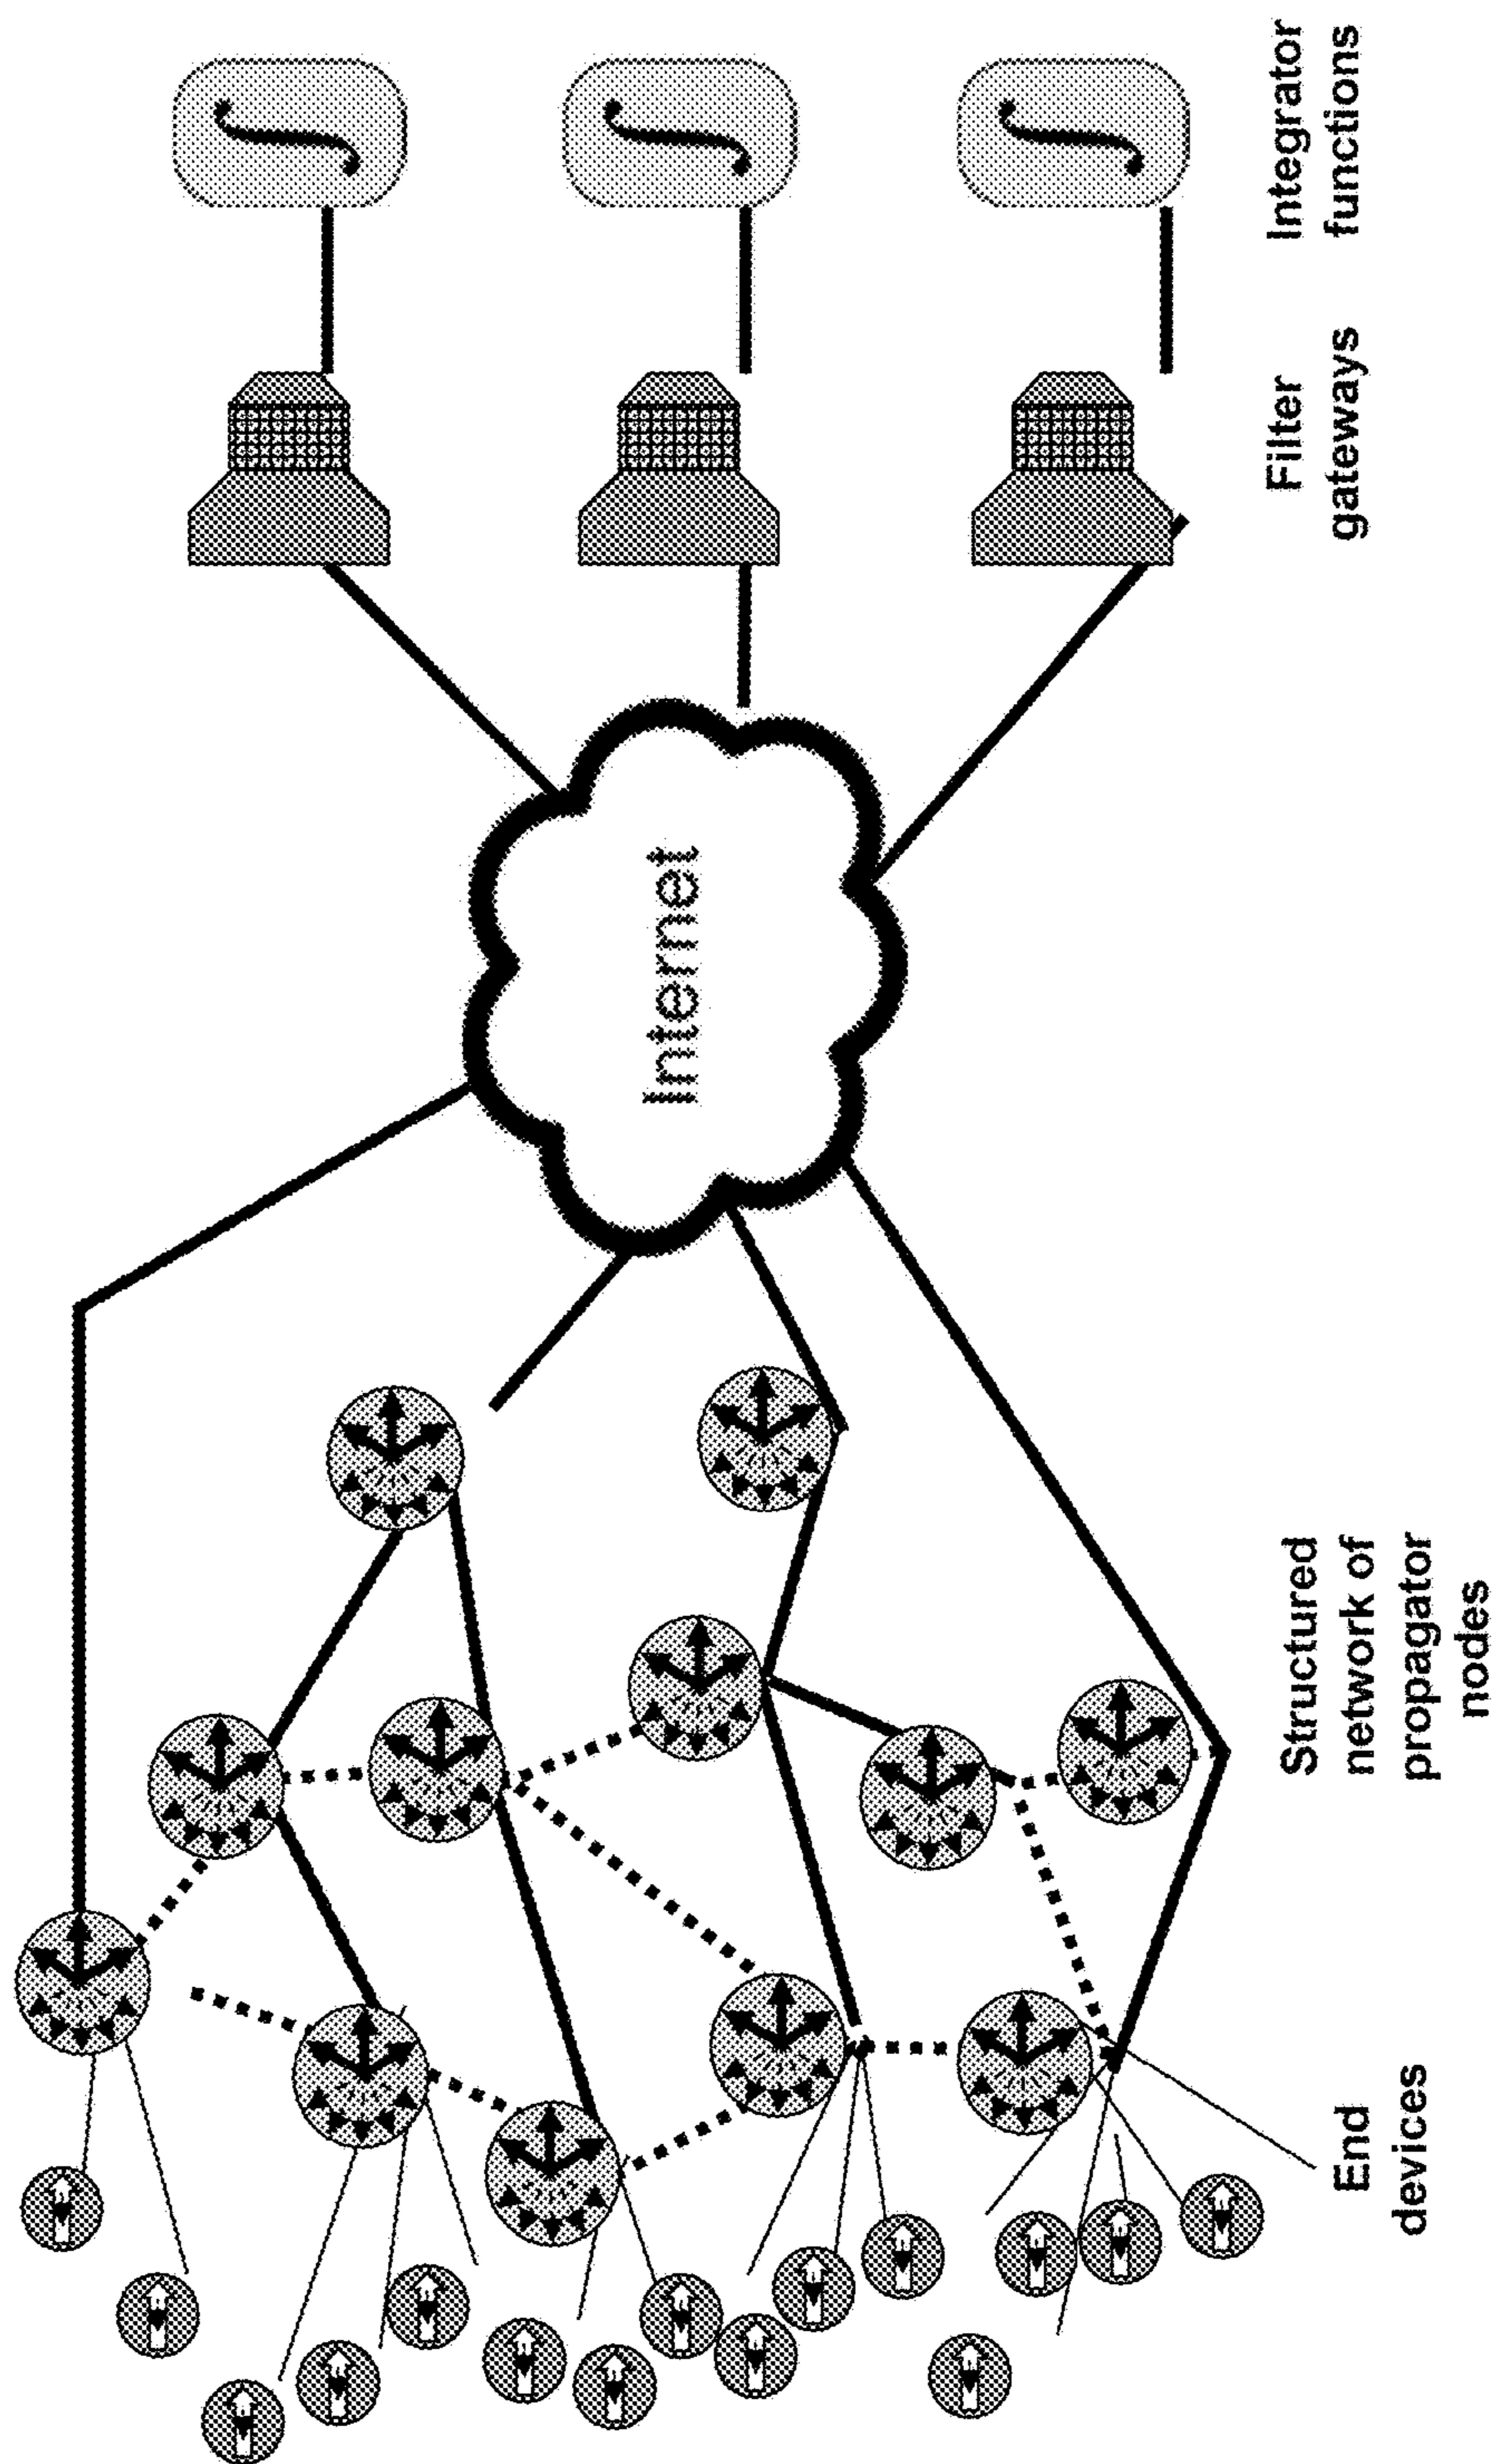 End
devices
Structured
network of
propagator
nodes
Internet
Filter
gateways
Integrator
functions